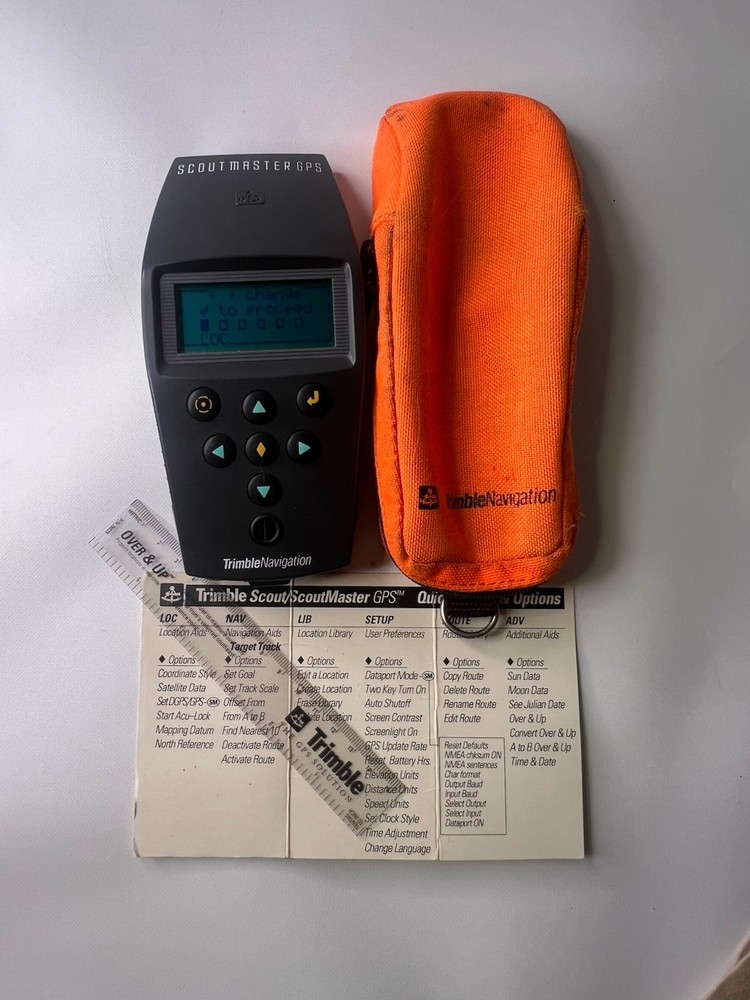 SCOUTMASTER GPS
+ + change
↲ to proceed
LOC
TrimbleNavigation
TrimbleNavigation
OVER & UP
Trimble
THE GPS SOLUTION
Trimble Scout/ScoutMaster GPS™ & Options
LOC
Location Aids
♦ Options
Coordinate Style
Satellite Data
Set DGPS/GPS-SM
Start Acu-Lock
Mapping Datum
North Reference
NAV
Navigation Aids
Target Track
♦ Options
Set Goal
Set Track Scale
Offset From
From A to B
Find Nearest 10
Deactivate Route
Activate Route
LIB
Location Library
♦ Options
Edit a Location
Create Location
Erase Library
Location
SETUP
User Preferences
♦ Options
Dataport Mode-SM
Two Key Turn On
Auto Shutoff
Screen Contrast
Screenlight On
GPS Update Rate
Reset Battery Hrs.
Elevation Units
Distance Units
Speed Units
Set Clock Style
Time Adjustment
Change Language
ROUTE
♦ Options
Copy Route
Delete Route
Rename Route
Edit Route
Reset Defaults
NMEA chksum ON
NMEA sentences
Char format
Output Baud
Input Baud
Select Output
Select Input
Dataport ON
ADV
Additional Aids
♦ Options
Sun Data
Moon Data
See Julian Date
Over & Up
Convert Over & Up
A to B Over & Up
Time & Date